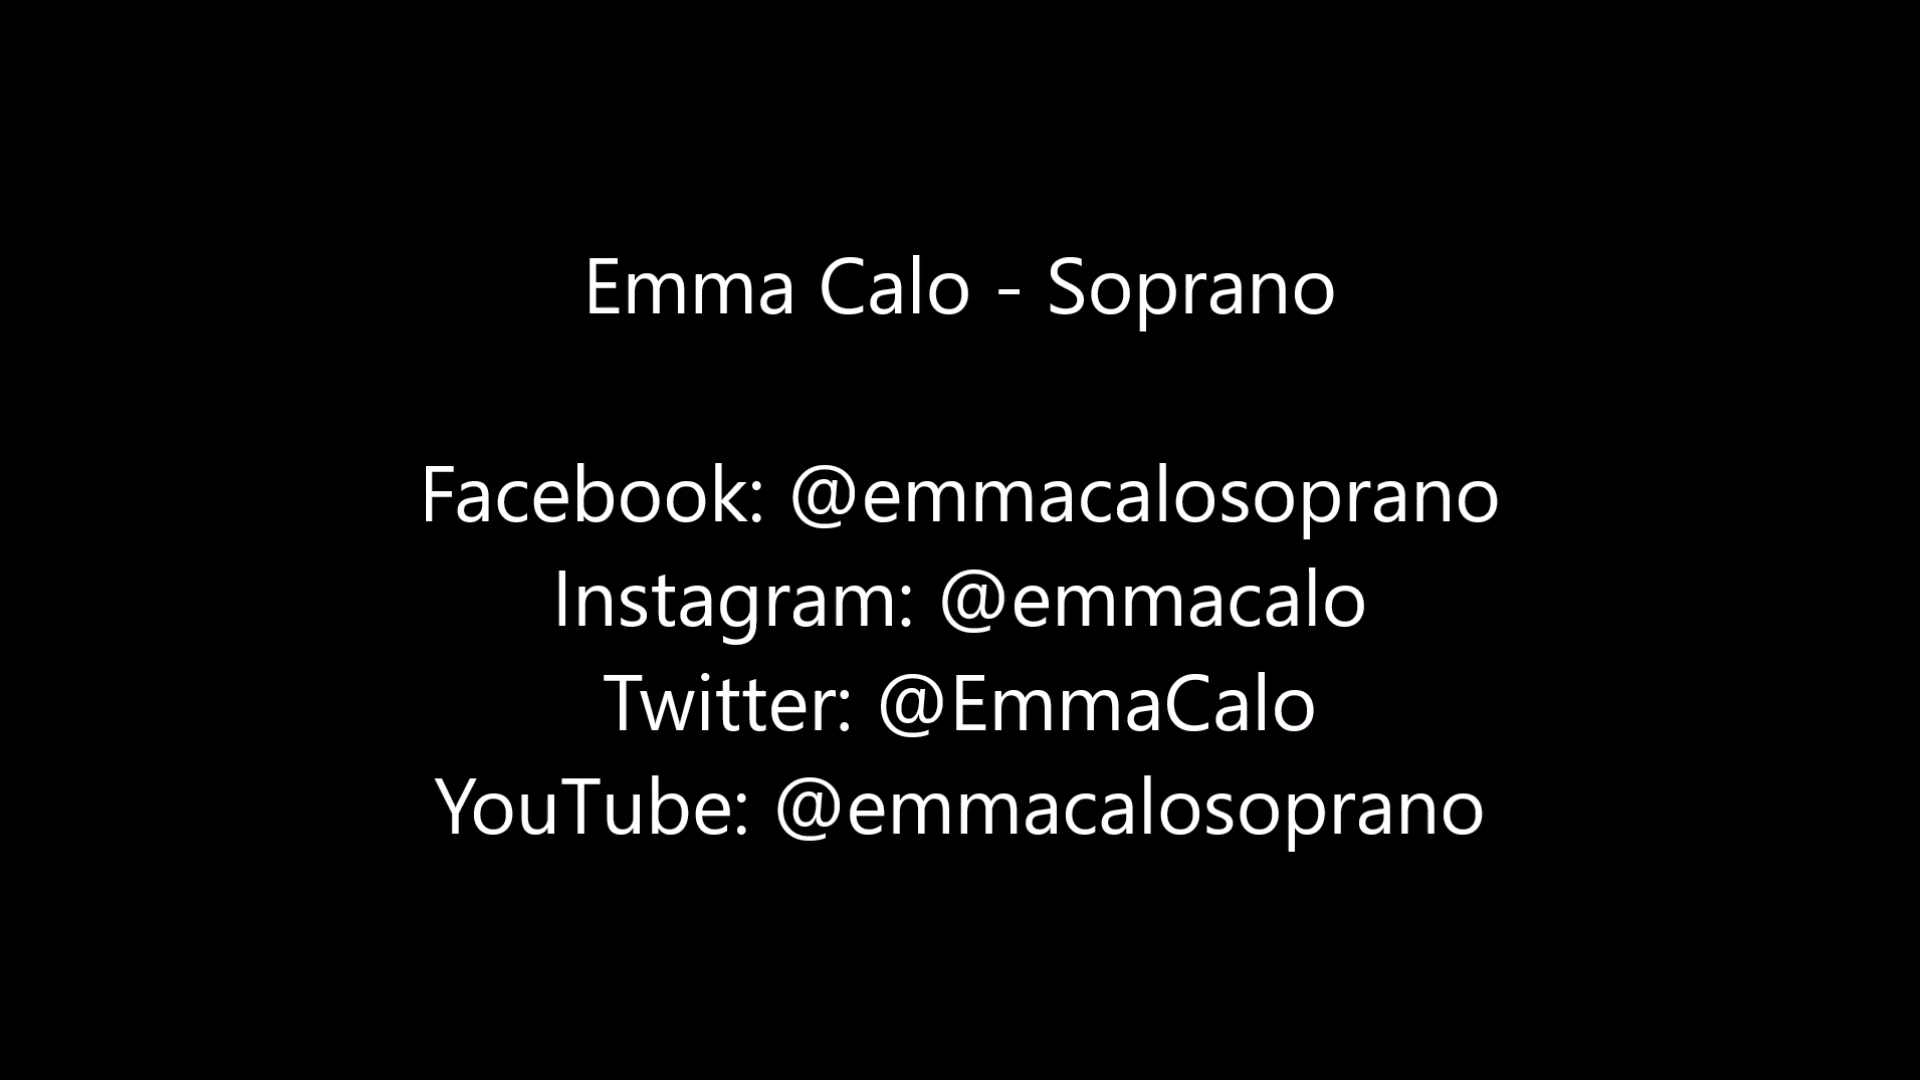 Emma Calo - Soprano
Facebook: @emmacalosoprano
Instagram: @emmacalo
Twitter: @EmmaCalo
YouTube: @emmacalosoprano